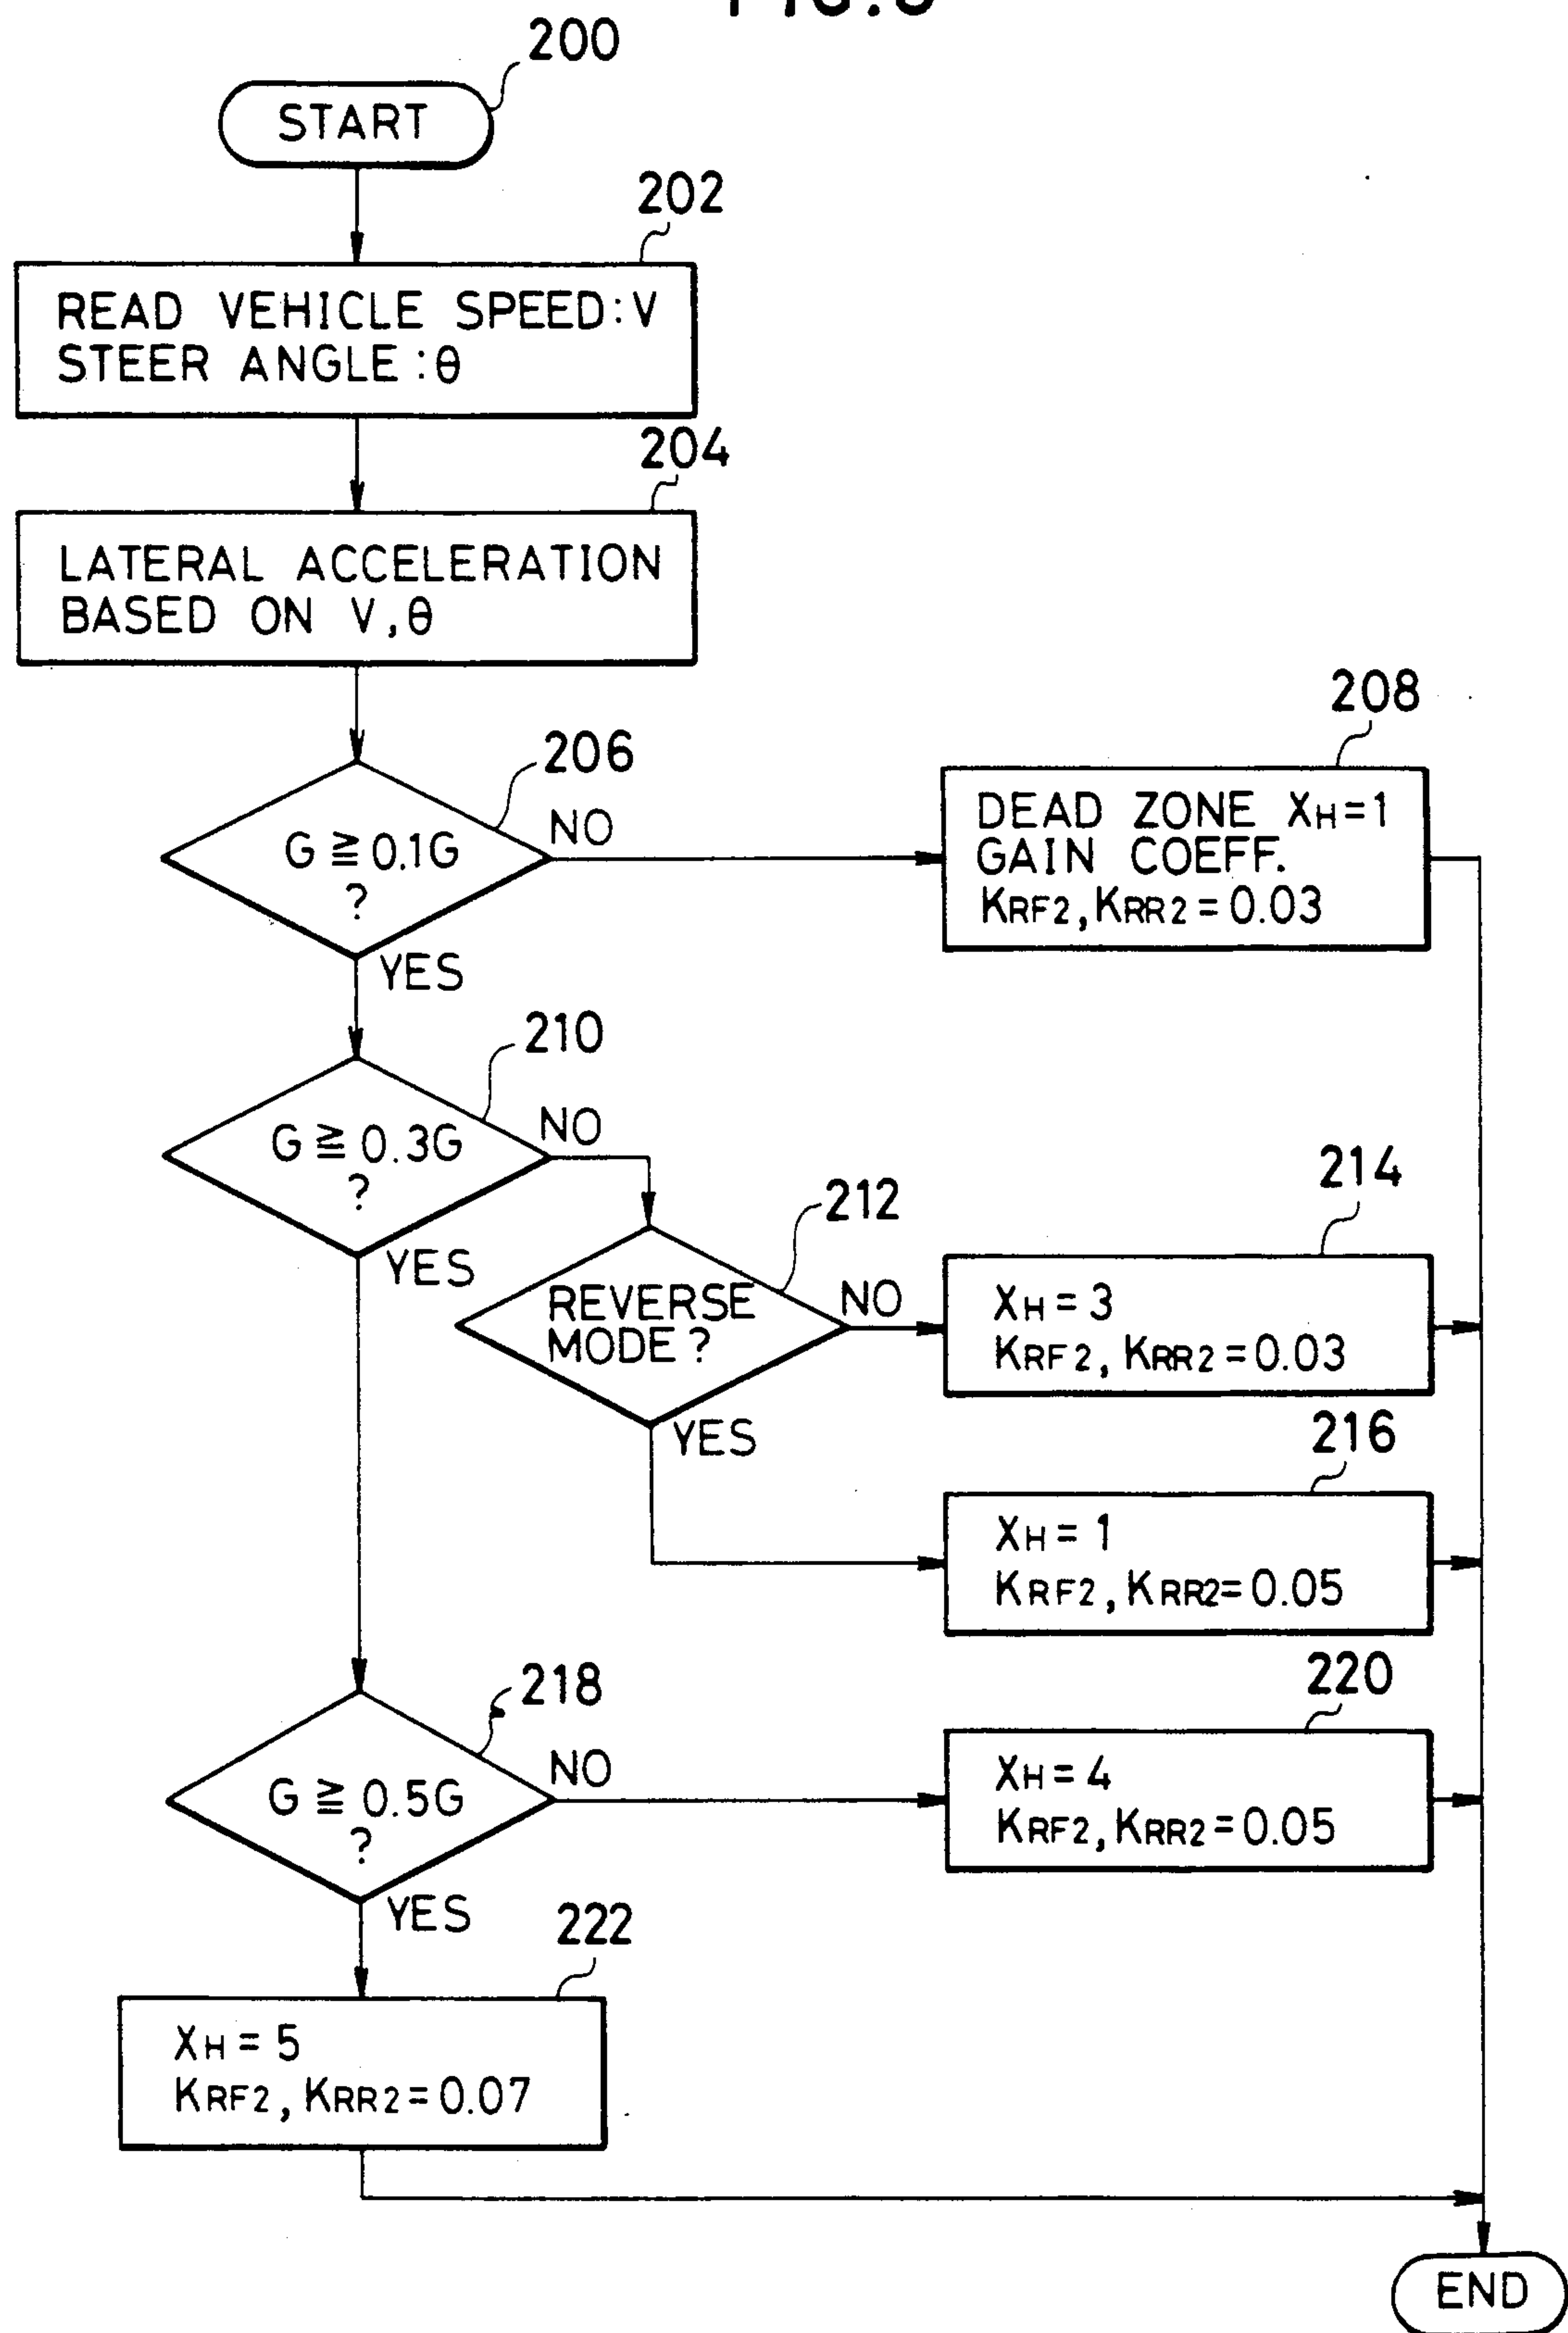 200
START
202
READ VEHICLE SPEED:V
STEER ANGLE:θ
204
LATERAL ACCELERATION
BASED ON V,θ
206
G ≧ 0.1G
?
NO
YES
208
DEAD ZONE XH=1
GAIN COEFF.
KRF2, KRR2=0.03
210
G ≧ 0.3G
?
NO
YES
212
REVERSE
MODE?
NO
YES
214
XH=3
KRF2, KRR2=0.03
216
XH=1
KRF2, KRR2=0.05
218
G ≧ 0.5G
?
NO
YES
220
XH=4
KRF2, KRR2=0.05
222
XH=5
KRF2, KRR2=0.07
END